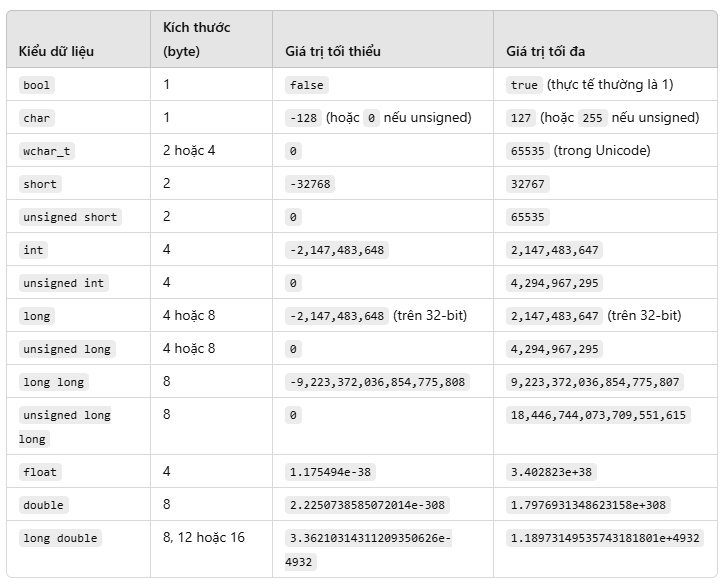 Kiểu dữ liệu Kích thước (byte) Giá trị tối thiểu Giá trị tối đa
bool 1 false true (thực tế thường là 1)
char 1 -128 (hoặc 0 nếu unsigned) 127 (hoặc 255 nếu unsigned)
wchar_t 2 hoặc 4 0 65535 (trong Unicode)
short 2 -32768 32767
unsigned short 2 0 65535
int 4 -2,147,483,648 2,147,483,647
unsigned int 4 0 4,294,967,295
long 4 hoặc 8 -2,147,483,648 (trên 32-bit) 2,147,483,647 (trên 32-bit)
unsigned long 4 hoặc 8 0 4,294,967,295
long long 8 -9,223,372,036,854,775,808 9,223,372,036,854,775,807
unsigned long long 8 0 18,446,744,073,709,551,615
float 4 1.175494e-38 3.402823e+38
double 8 2.2250738585072014e-308 1.7976931348623158e+308
long double 8, 12 hoặc 16 3.36210314311209350626e-4932 1.18973149535743181801e+4932